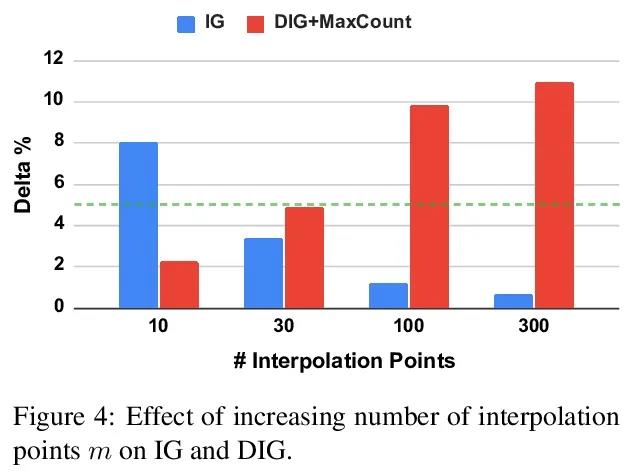 IG DIG+MaxCount
12
10
8
6
4
2
0
Delta %
10 30 100 300
# Interpolation Points
Figure 4: Effect of increasing number of interpolation
points m on IG and DIG.